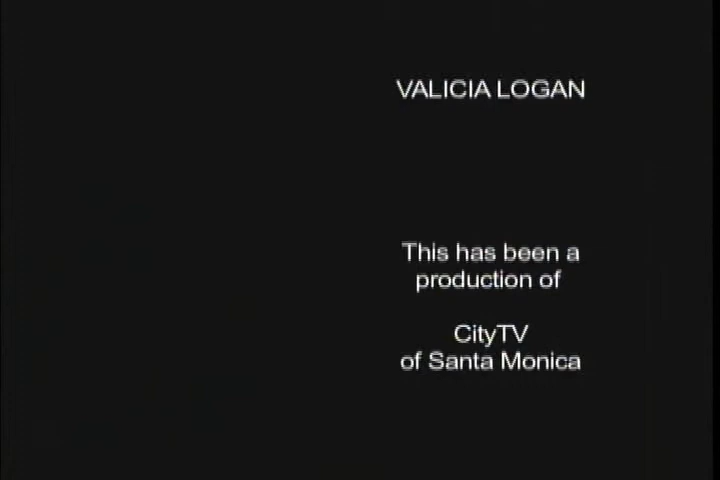 VALICIA LOGAN
This has been a
production of
CityTV
of Santa Monica